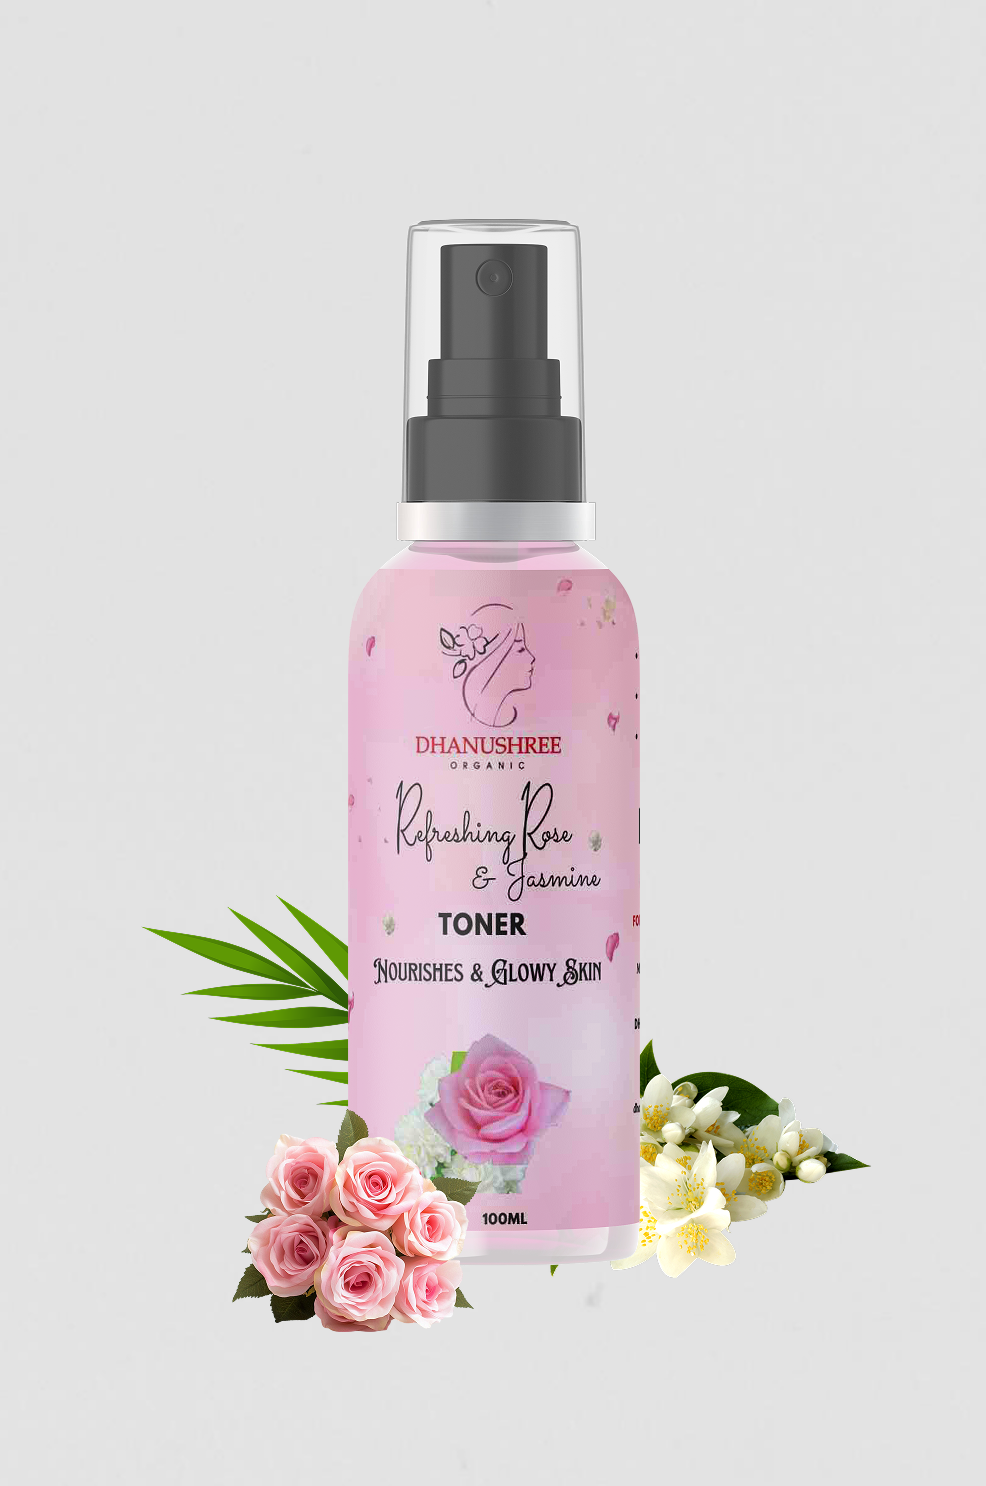 DHANUSHREE
ORGANIC
Refreshing Rose
& Jasmine
TONER
NOURISHES & GLOWY SKIN
100ML